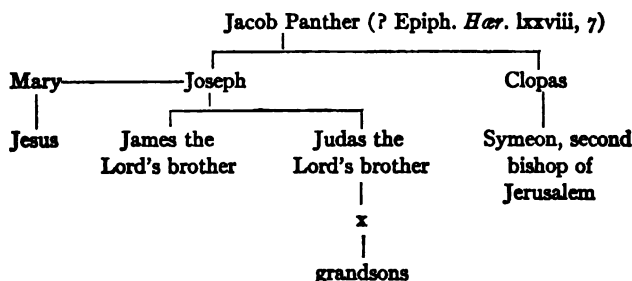 Jacob Panther (? Epiph. Hær. lxxviii, 7)
Mary Joseph Clopas
Jesus James the Judas the Symeon, second
Lord's brother Lord's brother bishop of
Jerusalem
x
grandsons